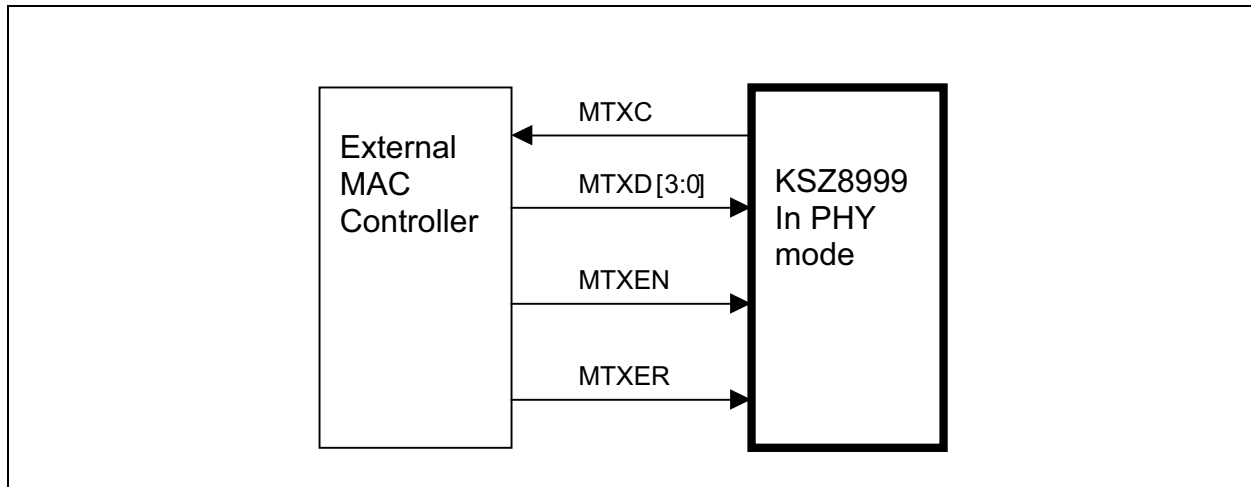 External
MAC
Controller
MTXC
MTXD[3:0]
MTXEN
MTXER
KSZ8999
In PHY
mode